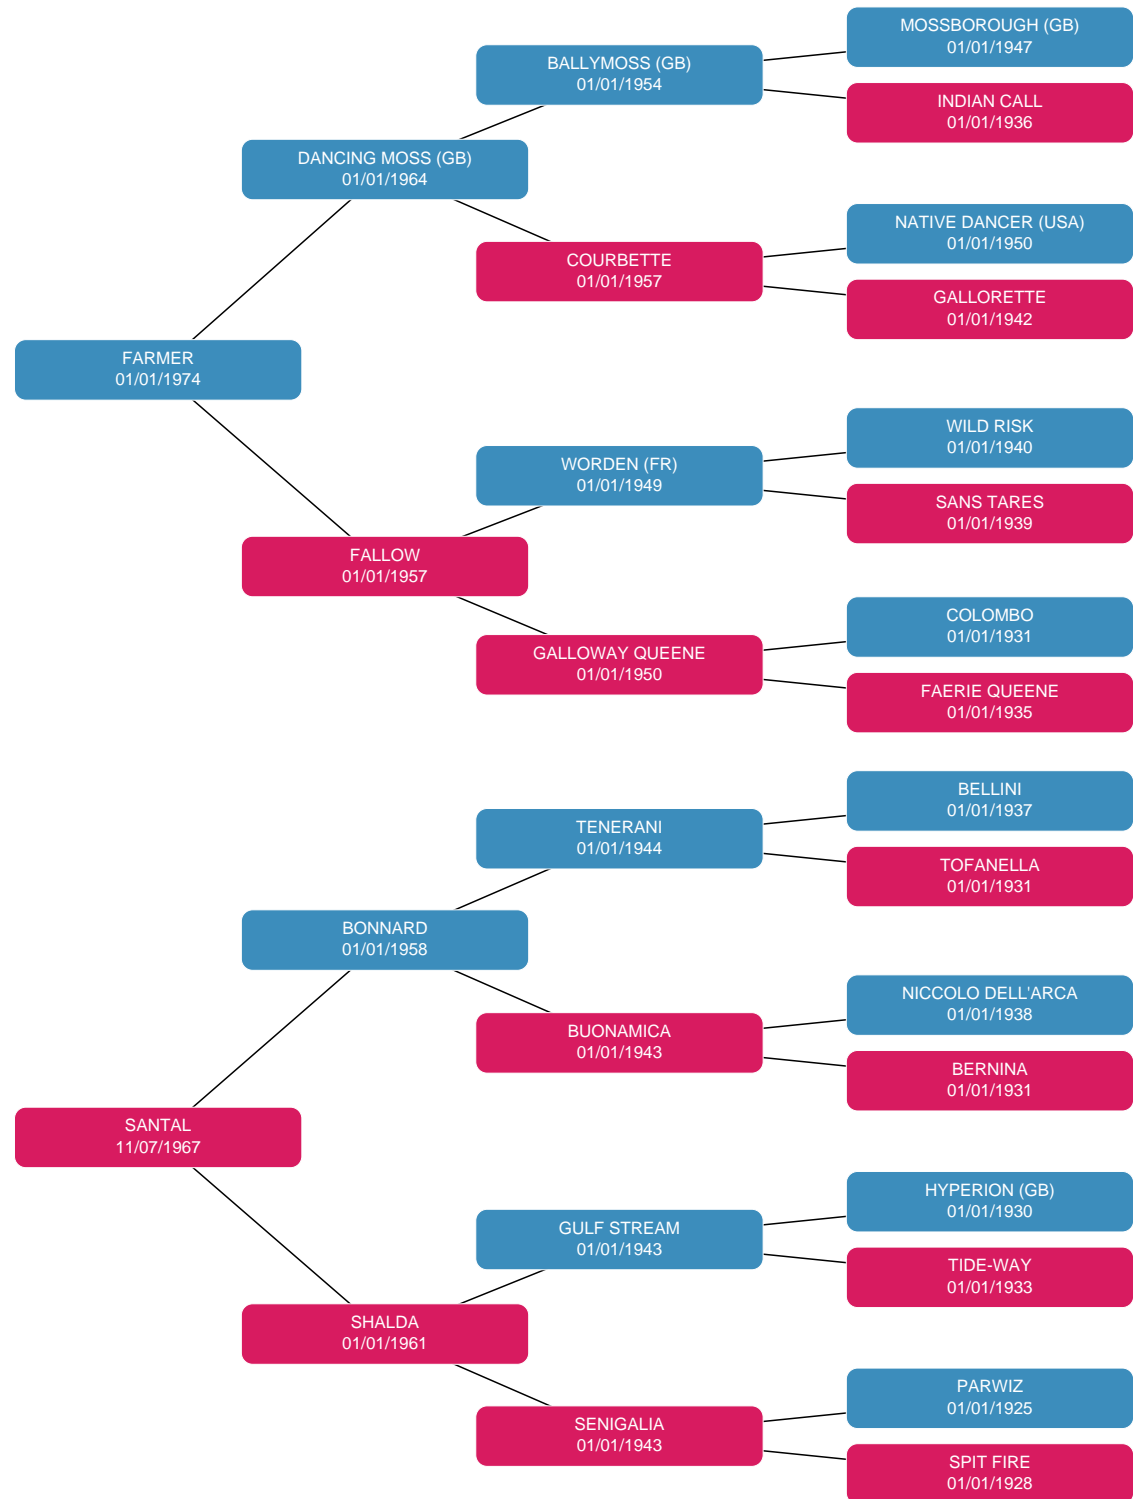 MOSSBOROUGH (GB)
01/01/1947
BALLYMOSS (GB)
01/01/1954
INDIAN CALL
01/01/1936
DANCING MOSS (GB)
01/01/1964
NATIVE DANCER (USA)
01/01/1950
COURBETTE
01/01/1957
GALLORETTE
01/01/1942
FARMER
01/01/1974
WILD RISK
01/01/1940
WORDEN (FR)
01/01/1949
SANS TARES
01/01/1939
FALLOW
01/01/1957
COLOMBO
01/01/1931
GALLOWAY QUEENE
01/01/1950
FAERIE QUEENE
01/01/1935
BELLINI
01/01/1937
TENERANI
01/01/1944
TOFANELLA
01/01/1931
BONNARD
01/01/1958
NICCOLO DELL'ARCA
01/01/1938
BUONAMICA
01/01/1943
BERNINA
01/01/1931
SANTAL
11/07/1967
HYPERION (GB)
01/01/1930
GULF STREAM
01/01/1943
TIDE-WAY
01/01/1933
SHALDA
01/01/1961
PARWIZ
01/01/1925
SENIGALIA
01/01/1943
SPIT FIRE
01/01/1928